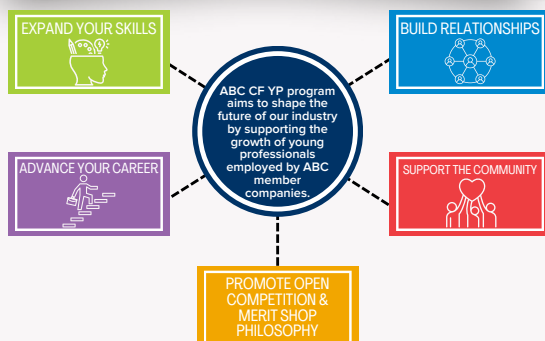 EXPAND YOUR SKILLS
BUILD RELATIONSHIPS
ABC CF YP program
aims to shape the
future of our industry
by supporting the
growth of young
professionals
employed by ABC
member
companies.
ADVANCE YOUR CAREER
SUPPORT THE COMMUNITY
PROMOTE OPEN
COMPETITION &
MERIT SHOP
PHILOSOPHY